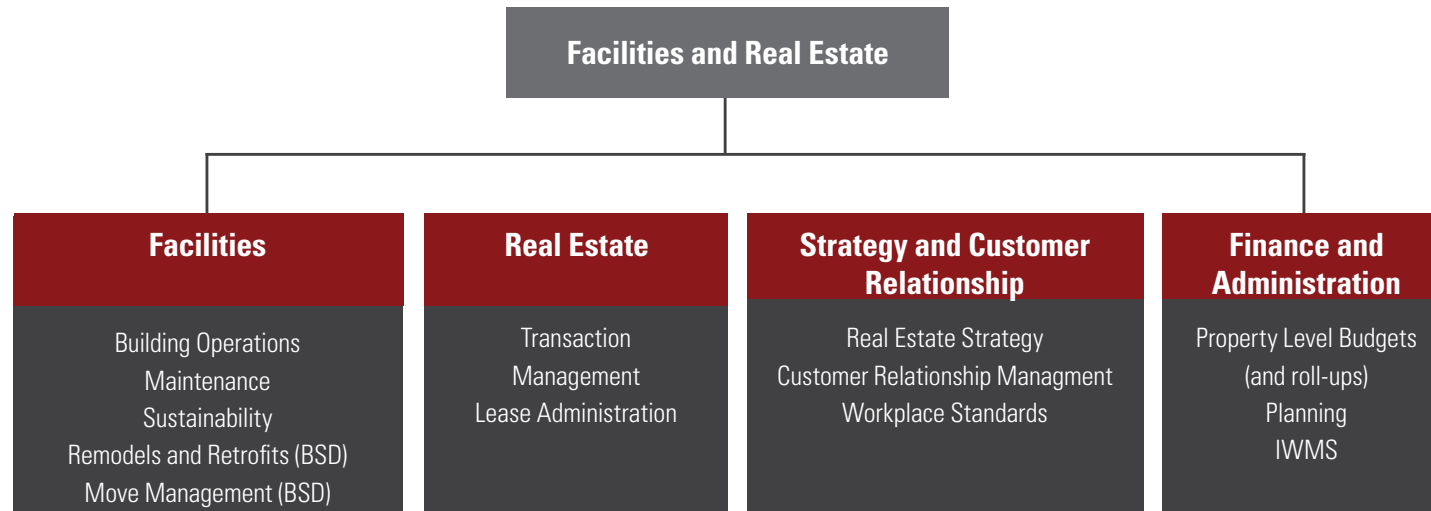 Facilities and Real Estate
Facilities
Building Operations
Maintenance
Sustainability
Remodels and Retrofits (BSD)
Move Management (BSD)
Real Estate
Transaction
Management
Lease Administration
Strategy and Customer
Relationship
Real Estate Strategy
Customer Relationship Managment
Workplace Standards
Finance and
Administration
Property Level Budgets
(and roll-ups)
Planning
IWMS